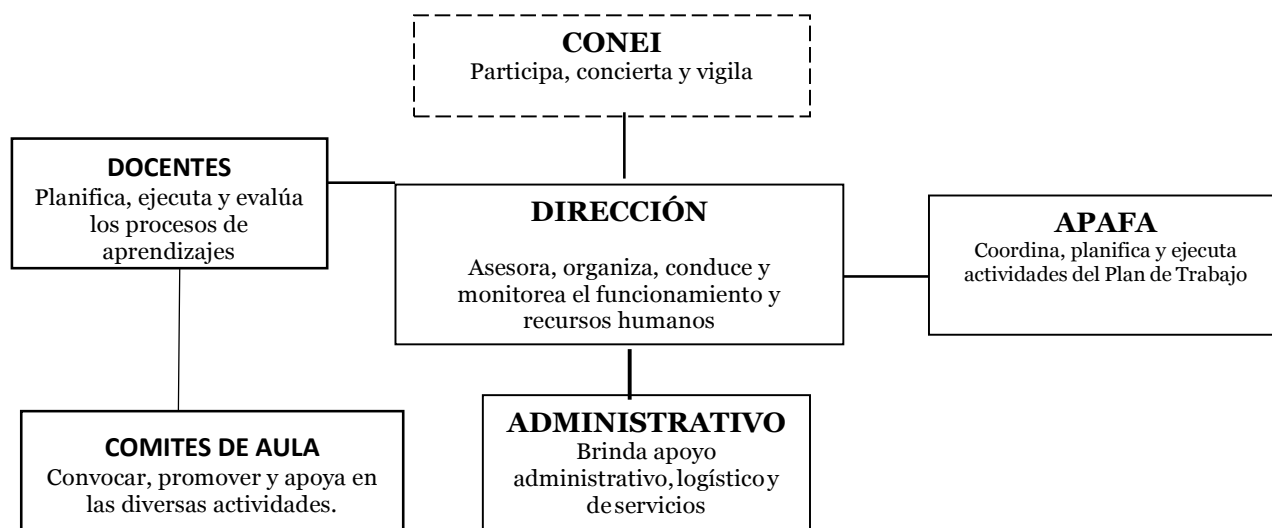 CONEI
Participa, concierta y vigila
DOCENTES
Planifica, ejecuta y evalúa
los procesos de
aprendizajes
DIRECCIÓN
Asesora, organiza, conduce y
monitorea el funcionamiento y
recursos humanos
APAFA
Coordina, planifica y ejecuta
actividades del Plan de Trabajo
COMITES DE AULA
Convocar, promover y apoya en
las diversas actividades.
ADMINISTRATIVO
Brinda apoyo
administrativo, logístico y
de servicios